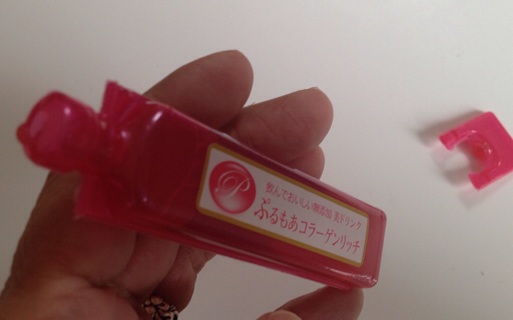 P
飲んでおいしい無添加 乳ドリンク
ぷるもあコラーゲンリッチ